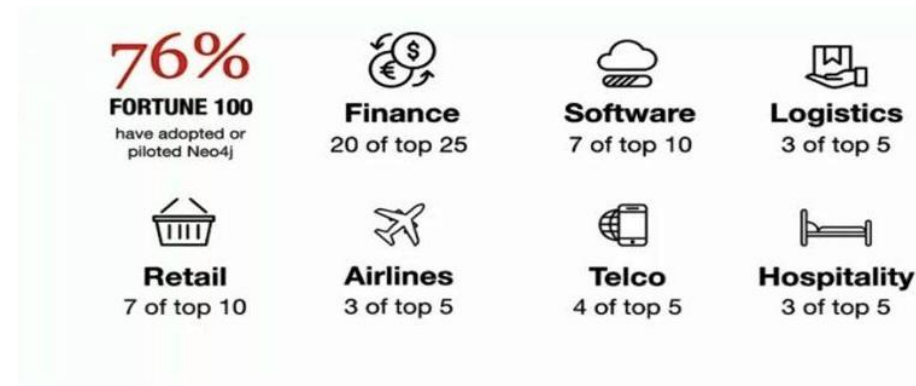 76%
FORTUNE 100
have adopted or
piloted Neo4j
Finance
20 of top 25
Software
7 of top 10
Logistics
3 of top 5
Retail
7 of top 10
Airlines
3 of top 5
Telco
4 of top 5
Hospitality
3 of top 5